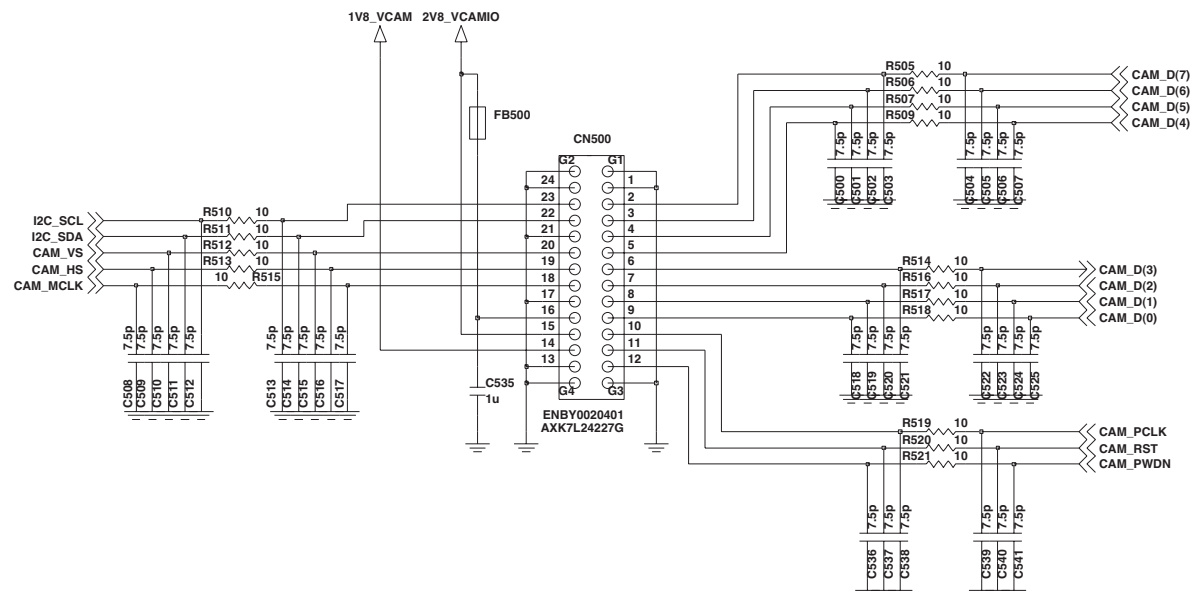 1V8_VCAM 2V8_VCAMIO
FB500
CN500
G2 G1
24 1
23 2
22 3
21 4
20 5
19 6
18 7
17 8
16 9
15 10
14 11
13 12
G4 G3
ENBY0020401
AXK7L24227G
C535
1u
I2C_SCL
I2C_SDA
CAM_VS
CAM_HS
CAM_MCLK
R510 10
R511 10
R512 10
R513 10
10 R515
7.5p 7.5p 7.5p 7.5p 7.5p
C508 C509 C510 C511 C512
7.5p 7.5p 7.5p 7.5p 7.5p
C513 C514 C515 C516 C517
R505 10
R506 10
R507 10
R509 10
CAM_D(7)
CAM_D(6)
CAM_D(5)
CAM_D(4)
7.5p 7.5p 7.5p 7.5p
C500 C501 C502 C503
7.5p 7.5p 7.5p 7.5p
C504 C505 C506 C507
R514 10
R516 10
R517 10
R518 10
CAM_D(3)
CAM_D(2)
CAM_D(1)
CAM_D(0)
7.5p 7.5p 7.5p 7.5p
C518 C519 C520 C521
7.5p 7.5p 7.5p 7.5p
C522 C523 C524 C525
R519 10
R520 10
R521 10
CAM_PCLK
CAM_RST
CAM_PWDN
7.5p 7.5p 7.5p
C536 C537 C538
7.5p 7.5p 7.5p
C539 C540 C541